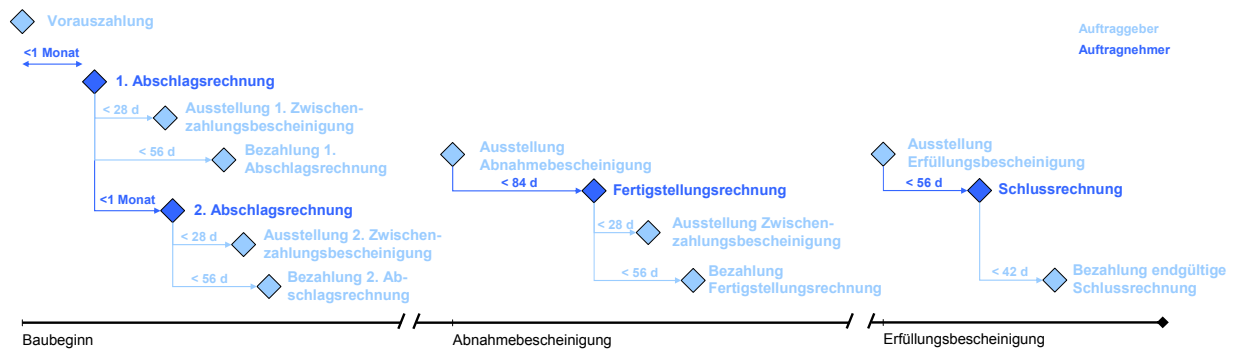 Vorauszahlung
Auftraggeber
Auftragnehmer
<1 Monat
1. Abschlagsrechnung
< 28 d
Ausstellung 1. Zwischen-
zahlungsbescheinigung
< 56 d
Bezahlung 1.
Abschlagsrechnung
<1 Monat
2. Abschlagsrechnung
< 28 d
Ausstellung 2. Zwischen-
zahlungsbescheinigung
< 56 d
Bezahlung 2. Ab-
schlagsrechnung
Ausstellung
Abnahmebescheinigung
< 84 d
Fertigstellungsrechnung
< 28 d
Ausstellung Zwischen-
zahlungsbescheinigung
< 56 d
Bezahlung
Fertigstellungsrechnung
Ausstellung
Erfüllungsbescheinigung
< 56 d
Schlussrechnung
< 42 d
Bezahlung endgültige
Schlussrechnung
Baubeginn
Abnahmebescheinigung
Erfüllungsbescheinigung